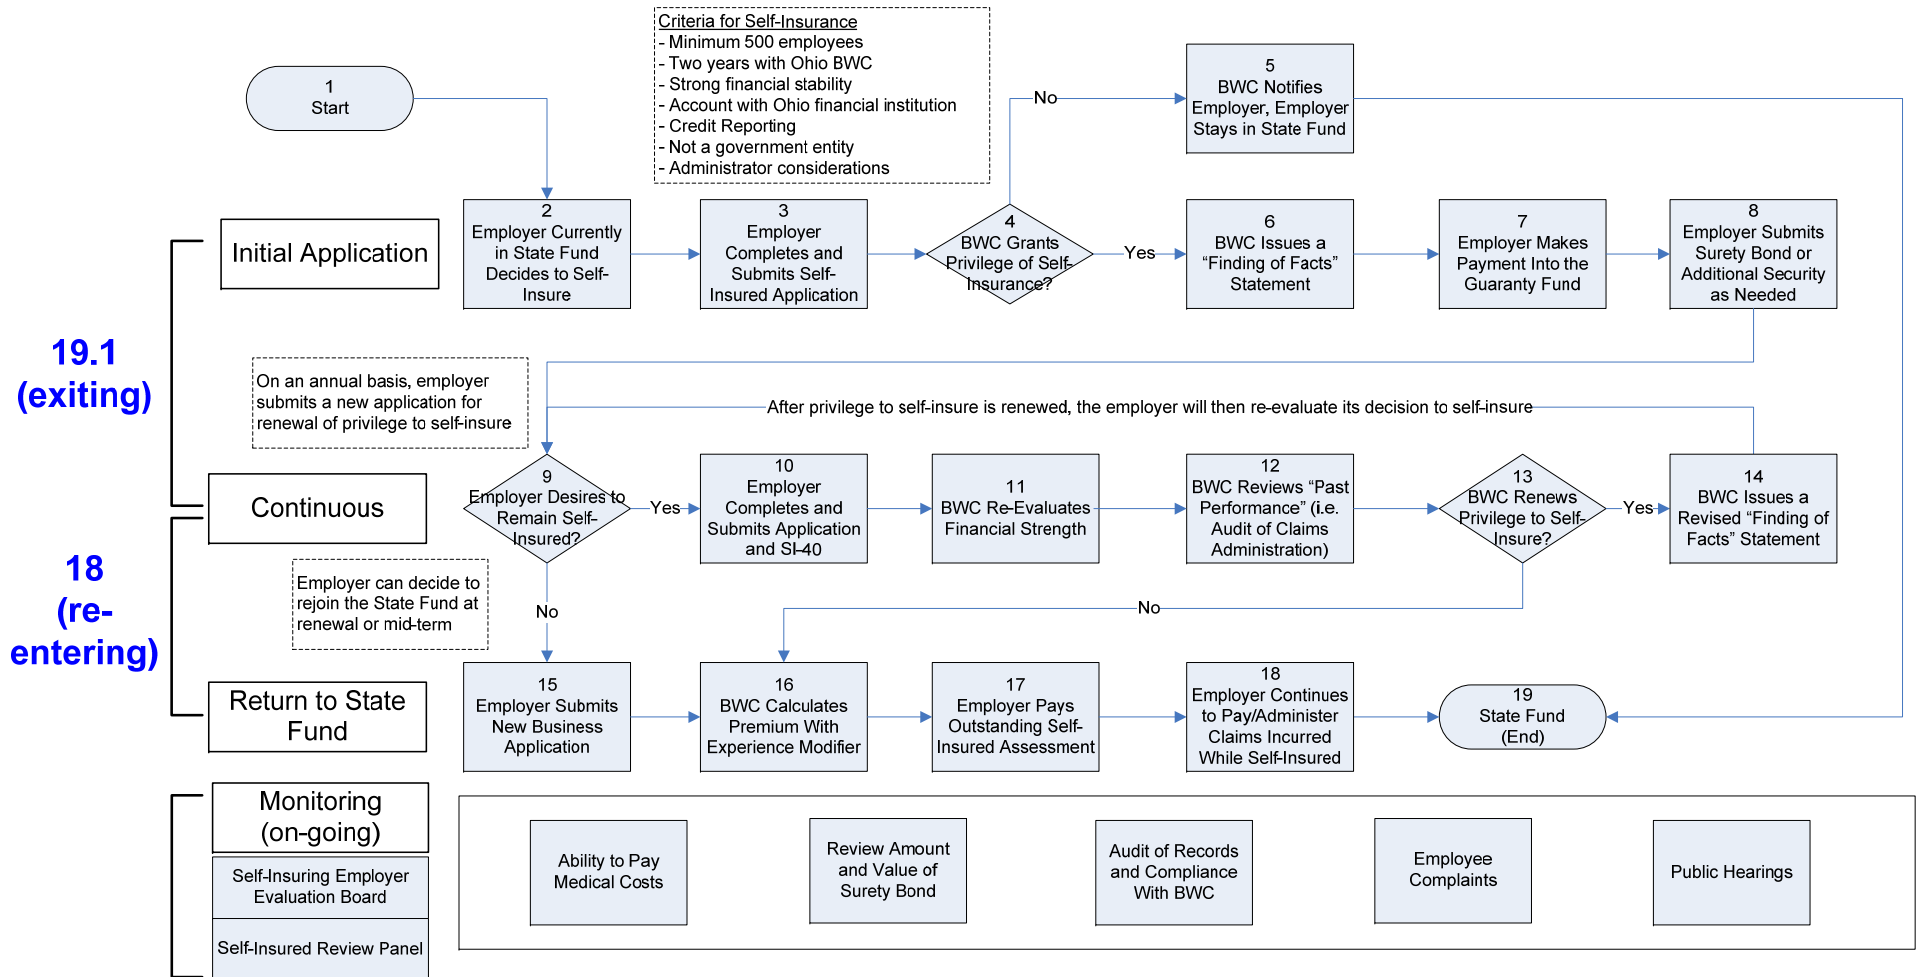 Criteria for Self-Insurance
- Minimum 500 employees
- Two years with Ohio BWC
- Strong financial stability
- Account with Ohio financial institution
- Credit Reporting
- Not a government entity
- Administrator considerations
1
Start
No
5
BWC Notifies
Employer, Employer
Stays in State Fund
Initial Application
2
Employer Currently
in State Fund
Decides to Self-
Insure
3
Employer
Completes and
Submits Self-
Insured Application
4
BWC Grants
Privilege of Self-
Insurance?
Yes
6
BWC Issues a
“Finding of Facts”
Statement
7
Employer Makes
Payment Into the
Guaranty Fund
8
Employer Submits
Surety Bond or
Additional Security
as Needed
19.1
(exiting)
On an annual basis, employer
submits a new application for
renewal of privilege to self-insure
After privilege to self-insure is renewed, the employer will then re-evaluate its decision to self-insure
Continuous
9
Employer Desires to
Remain Self-
Insured?
Yes
10
Employer
Completes and
Submits Application
and SI-40
11
BWC Re-Evaluates
Financial Strength
12
BWC Reviews “Past
Performance” (i.e.
Audit of Claims
Administration)
13
BWC Renews
Privilege to Self-
Insure?
Yes
14
BWC Issues a
Revised “Finding of
Facts” Statement
18
(re-
entering)
Employer can decide to
rejoin the State Fund at
renewal or mid-term
No
No
Return to State
Fund
15
Employer Submits
New Business
Application
16
BWC Calculates
Premium With
Experience Modifier
17
Employer Pays
Outstanding Self-
Insured Assessment
18
Employer Continues
to Pay/Administer
Claims Incurred
While Self-Insured
19
State Fund
(End)
Monitoring
(on-going)
Self-Insuring Employer
Evaluation Board
Self-Insured Review Panel
Ability to Pay
Medical Costs
Review Amount
and Value of
Surety Bond
Audit of Records
and Compliance
With BWC
Employee
Complaints
Public Hearings